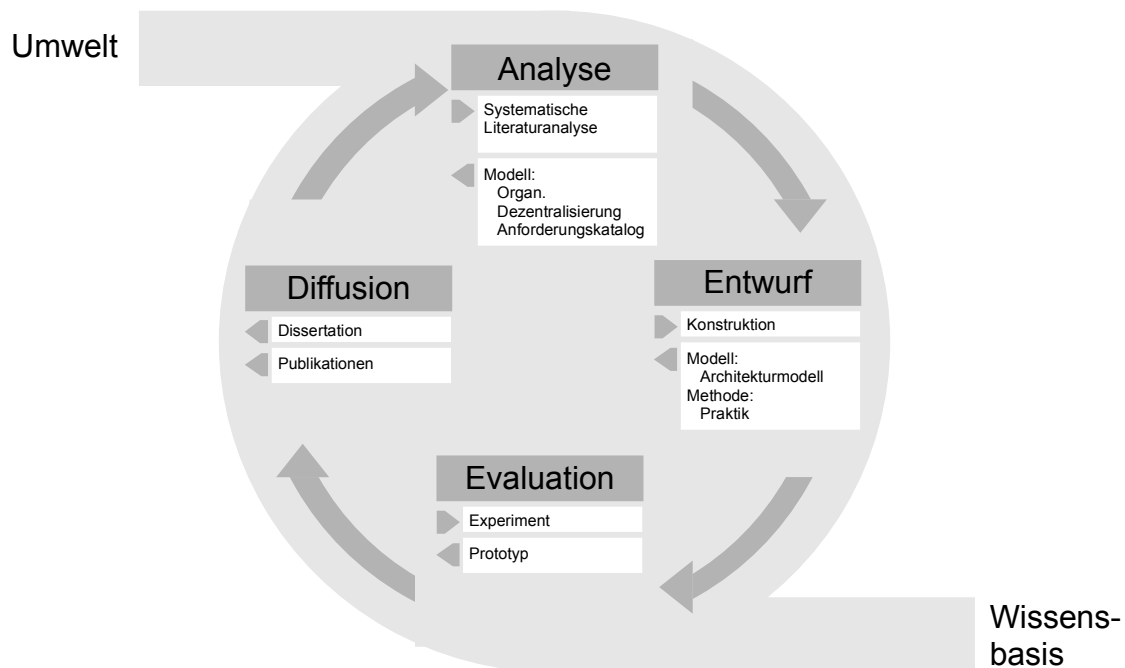 Umwelt
Analyse
Systematische
Literaturanalyse
Modell:
Organ.
Dezentralisierung
Anforderungskatalog
Entwurf
Konstruktion
Modell:
Architekturmodell
Methode:
Praktik
Evaluation
Experiment
Prototyp
Diffusion
Dissertation
Publikationen
Wissens-
basis